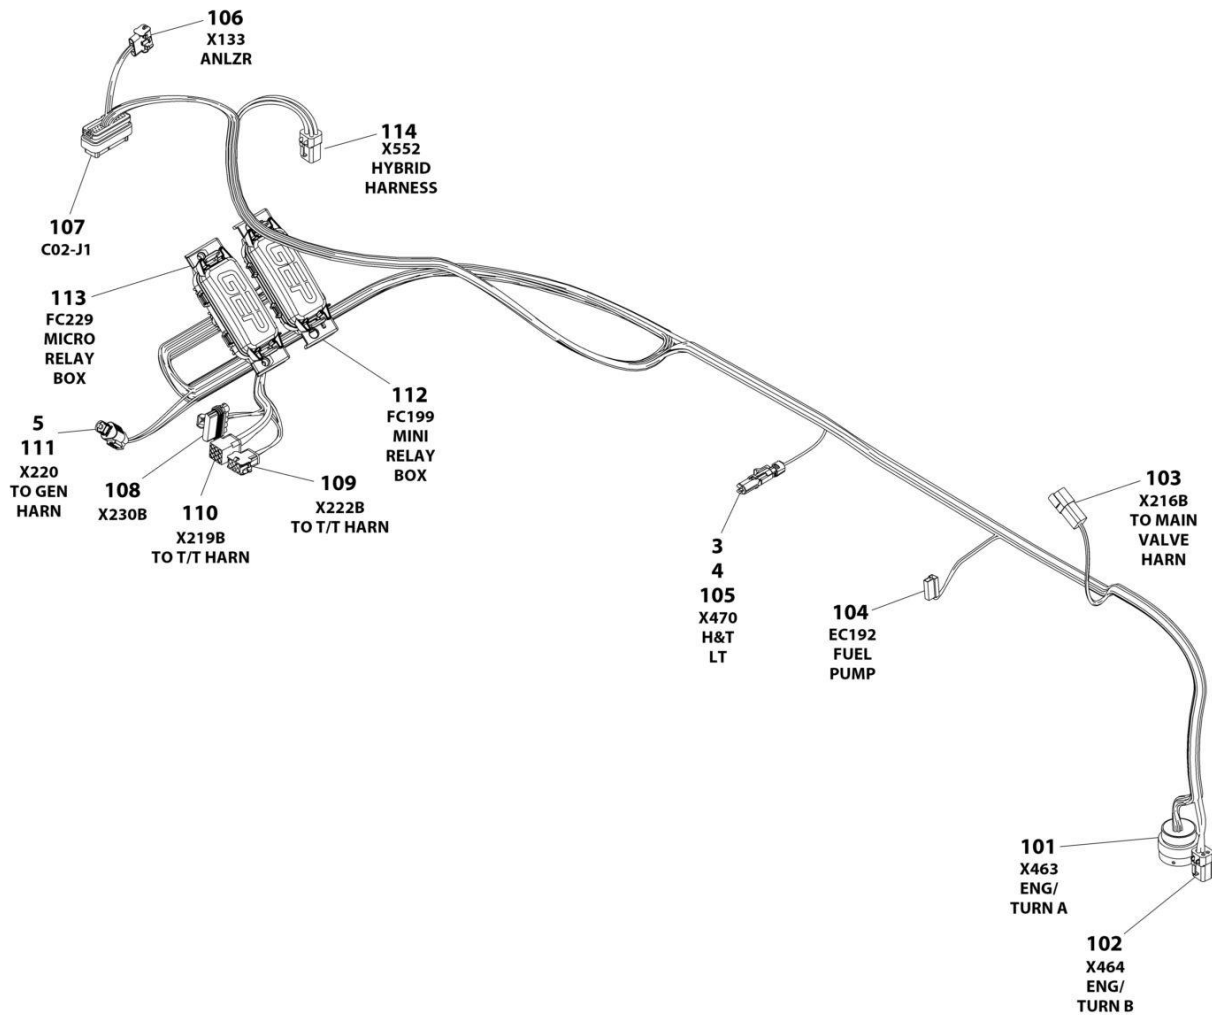 106
X133
ANLZR
114
X552
HYBRID
HARNESS
107
C02-J1
113
FC229
MICRO
RELAY
BOX
GEP
GEP
112
FC199
MINI
RELAY
BOX
5
111
X220
TO GEN
HARN
108
X230B
110
X219B
TO T/T HARN
109
X222B
TO T/T HARN
3
4
105
X470
H&T
LT
104
EC192
FUEL
PUMP
103
X216B
TO MAIN
VALVE
HARN
101
X463
ENG/
TURN A
102
X464
ENG/
TURN B